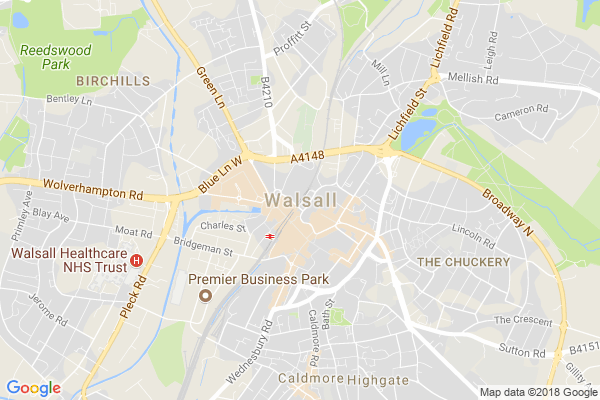 Reedswood
Park
BIRCHILLS
Bentley Ln
Green Ln
B4210
Proffitt St
Mill Ln
Lichfield Rd
Leigh Rd
Mellish Rd
Cameron Rd
Lichfield St
A4148
Blue Ln W
Wolverhampton Rd
Primley Ave
Blay Ave
Moat Rd
Charles St
Bridgeman St
Walsall
Broadway N
Lincoln Rd
THE CHUCKERY
Walsall Healthcare
NHS Trust
H
Pleck Rd
Premier Business Park
Jerome Rd
Wednesbury Rd
Caldmore Rd
Bath St
The Crescent
Sutton Rd
B4151
Gillity Ave
Caldmore
Highgate
Google
Map data ©2018 Google